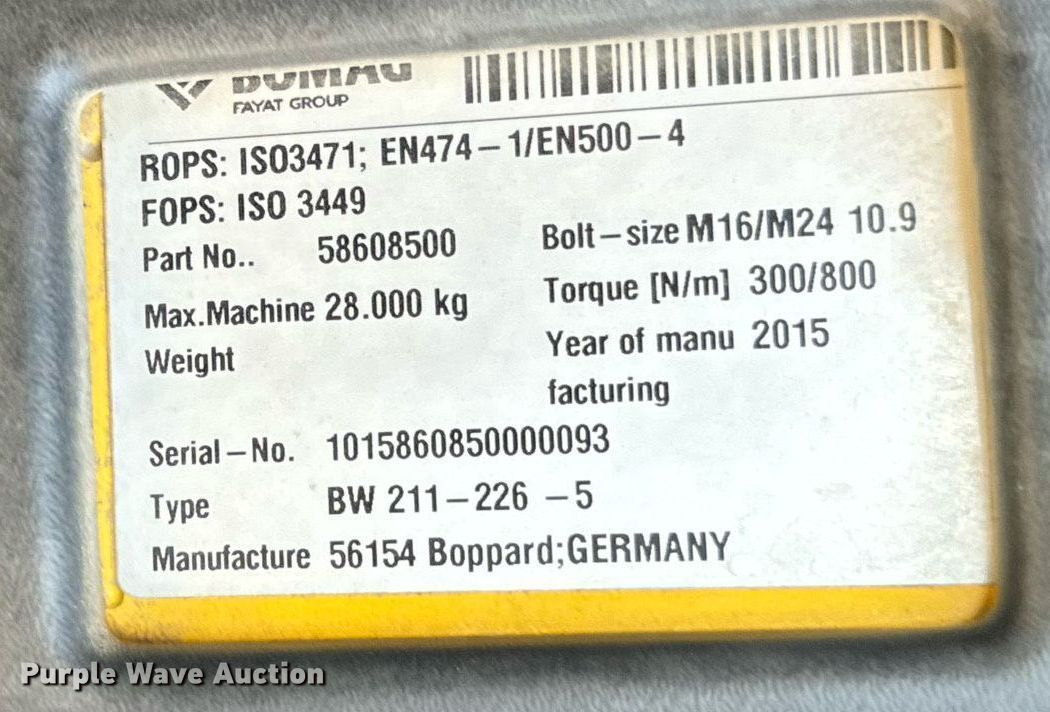 BOMAG
FAYAT GROUP
ROPS: ISO3471; EN474-1/EN500-4
FOPS: ISO 3449
Part No.. 58608500
Bolt-size M16/M24 10.9
Max.Machine 28.000 kg
Weight
Torque [N/m] 300/800
Year of manu 2015
facturing
Serial-No. 1015860850000093
Type BW 211-226 -5
Manufacture 56154 Boppard;GERMANY
Purple Wave Auction